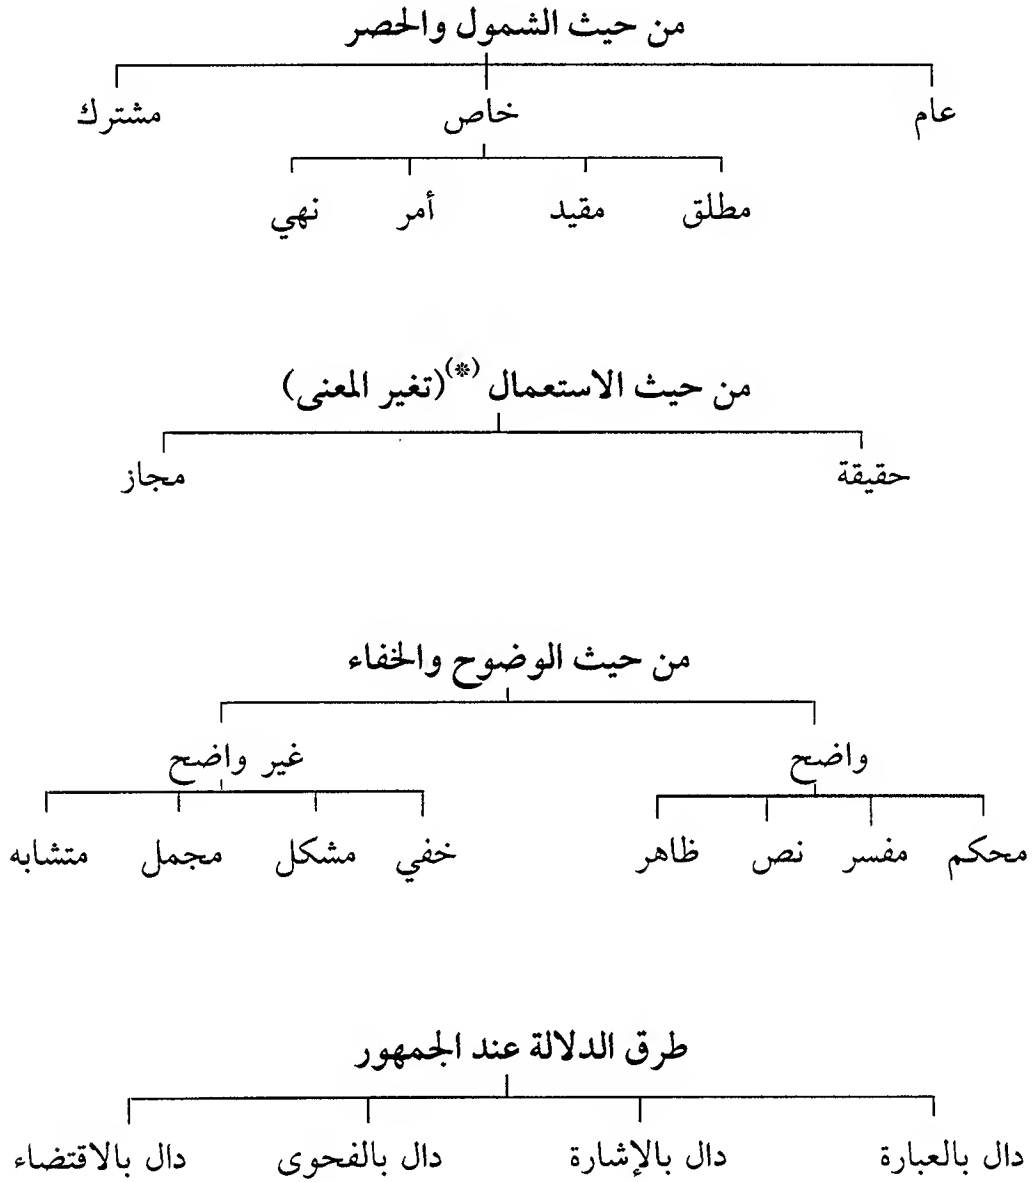 من حيث الشمول والحصر
عام خاص مشترك
مطلق مقيد أمر نهي
من حيث الاستعمال (*)(تغير المعنى)
حقيقة مجاز
من حيث الوضوح والخفاء
واضح غير واضح
محكم مفسر نص ظاهر خفي مشكل مجمل متشابه
طرق الدلالة عند الجمهور
دال بالعبارة دال بالإشارة دال بالفحوى دال بالاقتضاء